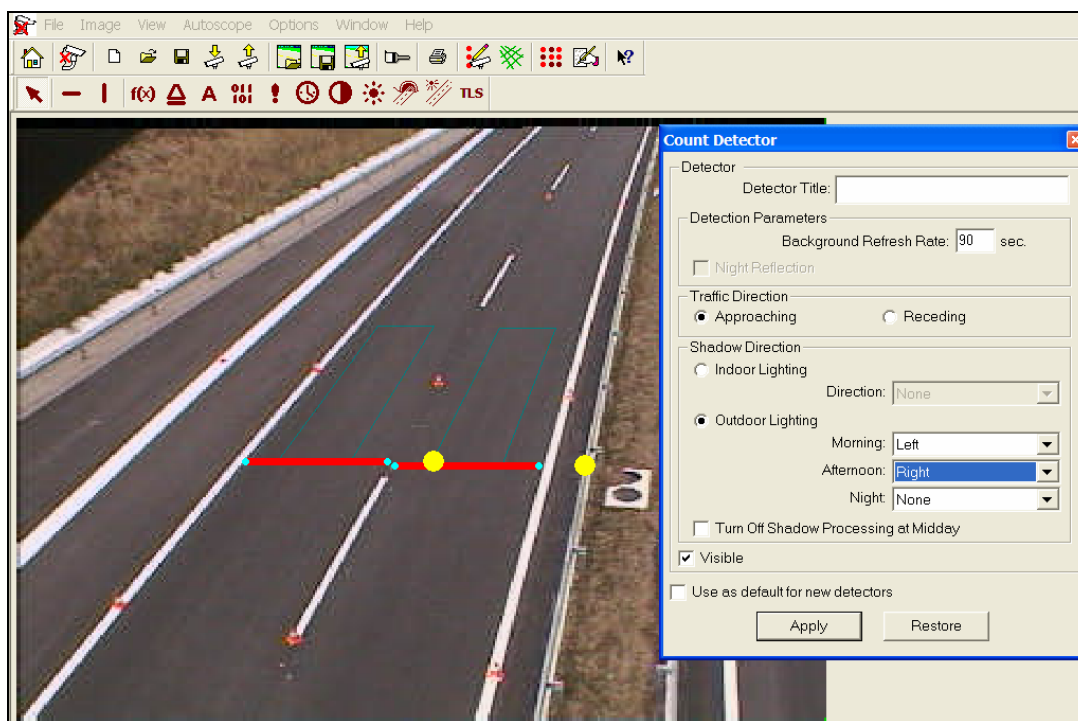 File Image View Autoscope Options Window Help
f(x) A 011 101 TLS
Count Detector
Detector
Detector Title:
Detection Parameters
Background Refresh Rate: 90 sec.
Night Reflection
Traffic Direction
Approaching Receding
Shadow Direction
Indoor Lighting
Direction: None
Outdoor Lighting
Morning: Left
Afternoon: Right
Night: None
Turn Off Shadow Processing at Midday
Visible
Use as default for new detectors
Apply Restore